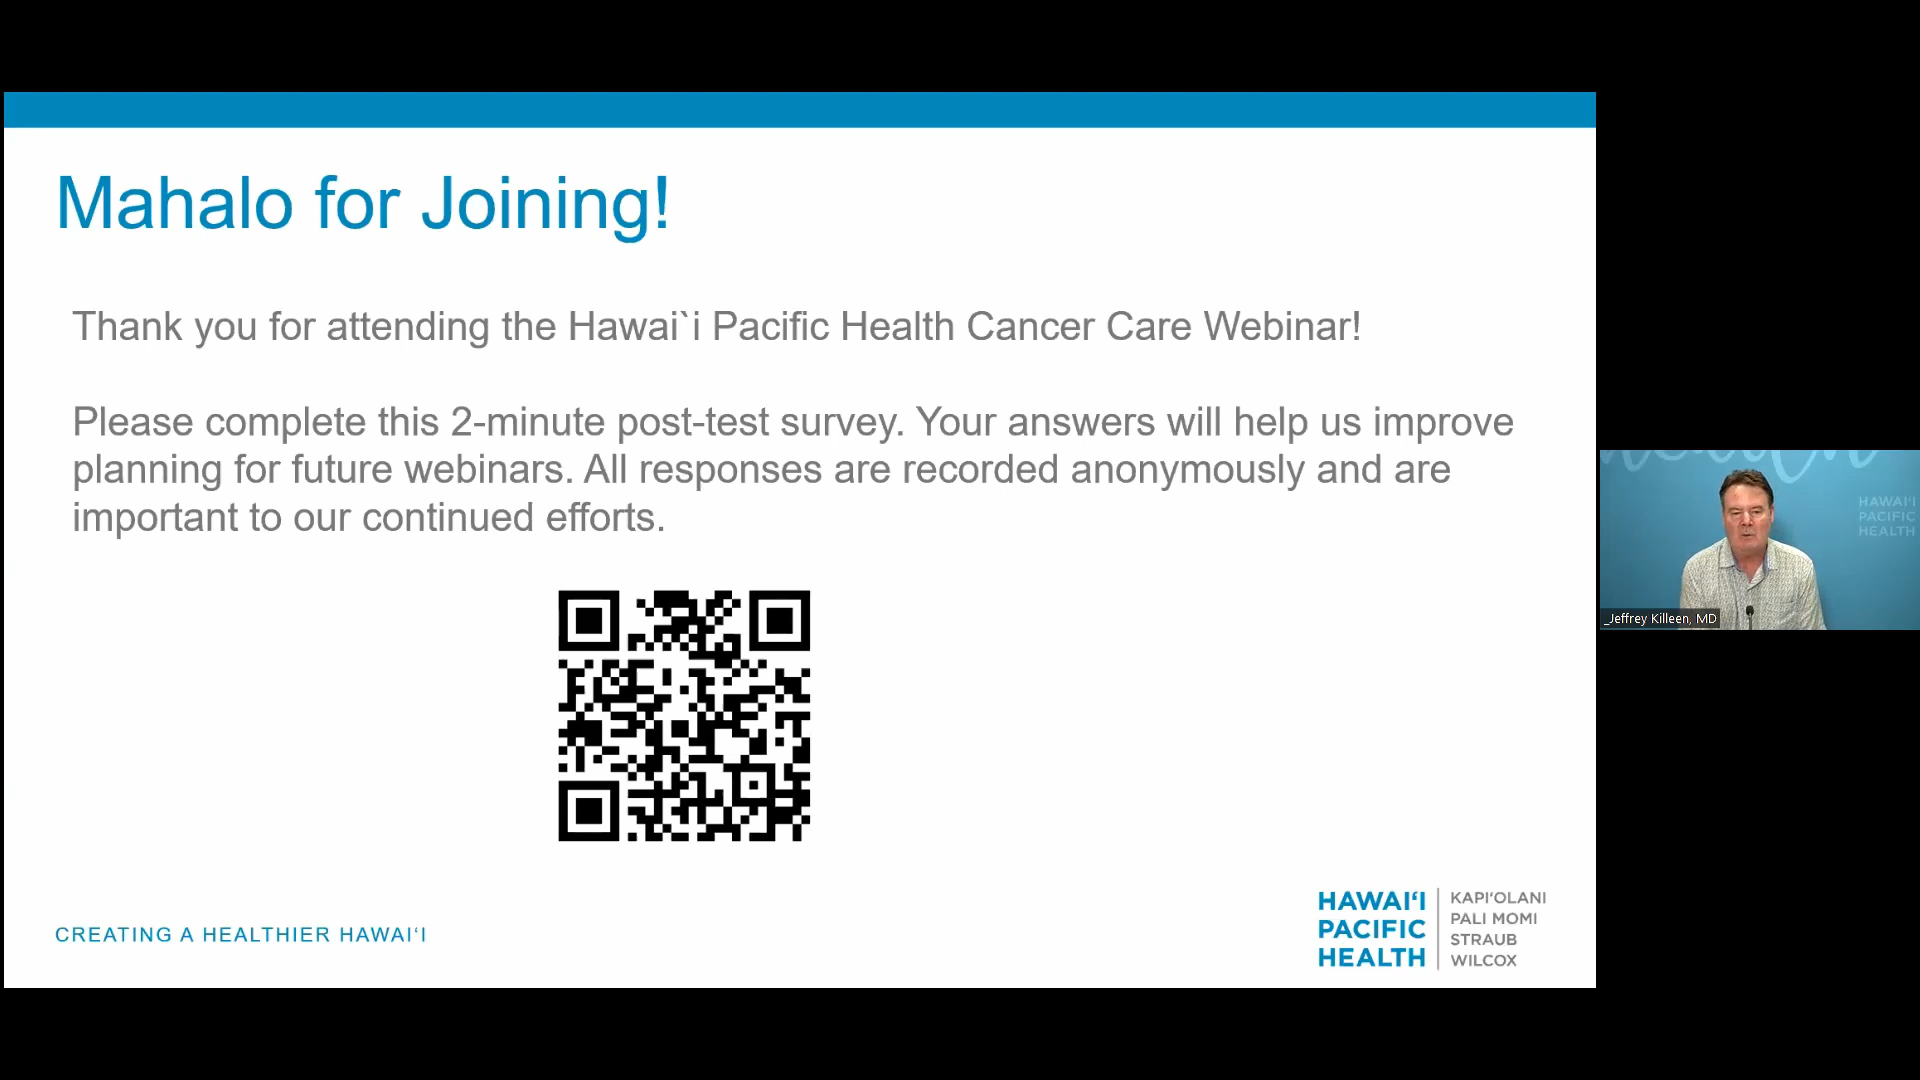 Mahalo for Joining!
Thank you for attending the Hawai`i Pacific Health Cancer Care Webinar!
Please complete this 2-minute post-test survey. Your answers will help us improve
planning for future webinars. All responses are recorded anonymously and are
important to our continued efforts.
CREATING A HEALTHIER HAWAIʻI
HAWAIʻI
PACIFIC
HEALTH
KAPIʻOLANI
PALI MOMI
STRAUB
WILCOX
HAWAIʻI
PACIFIC
HEALTH
_Jeffrey Killeen, MD